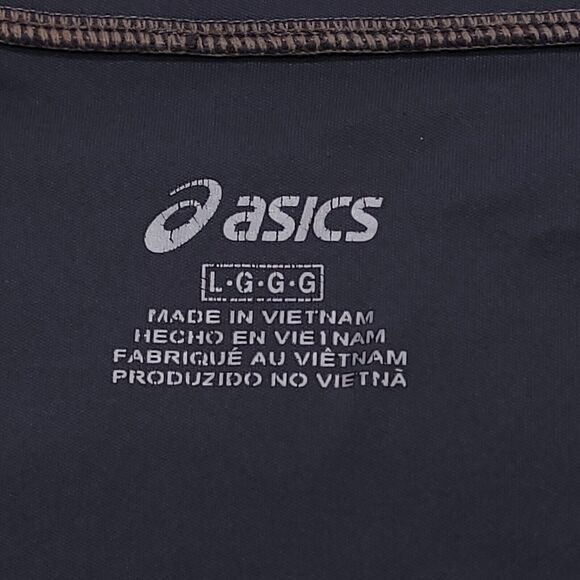 asics
L·G·G·G
MADE IN VIETNAM
HECHO EN VIETNAM
FABRIQUÉ AU VIÊTNAM
PRODUZIDO NO VIETNÃ